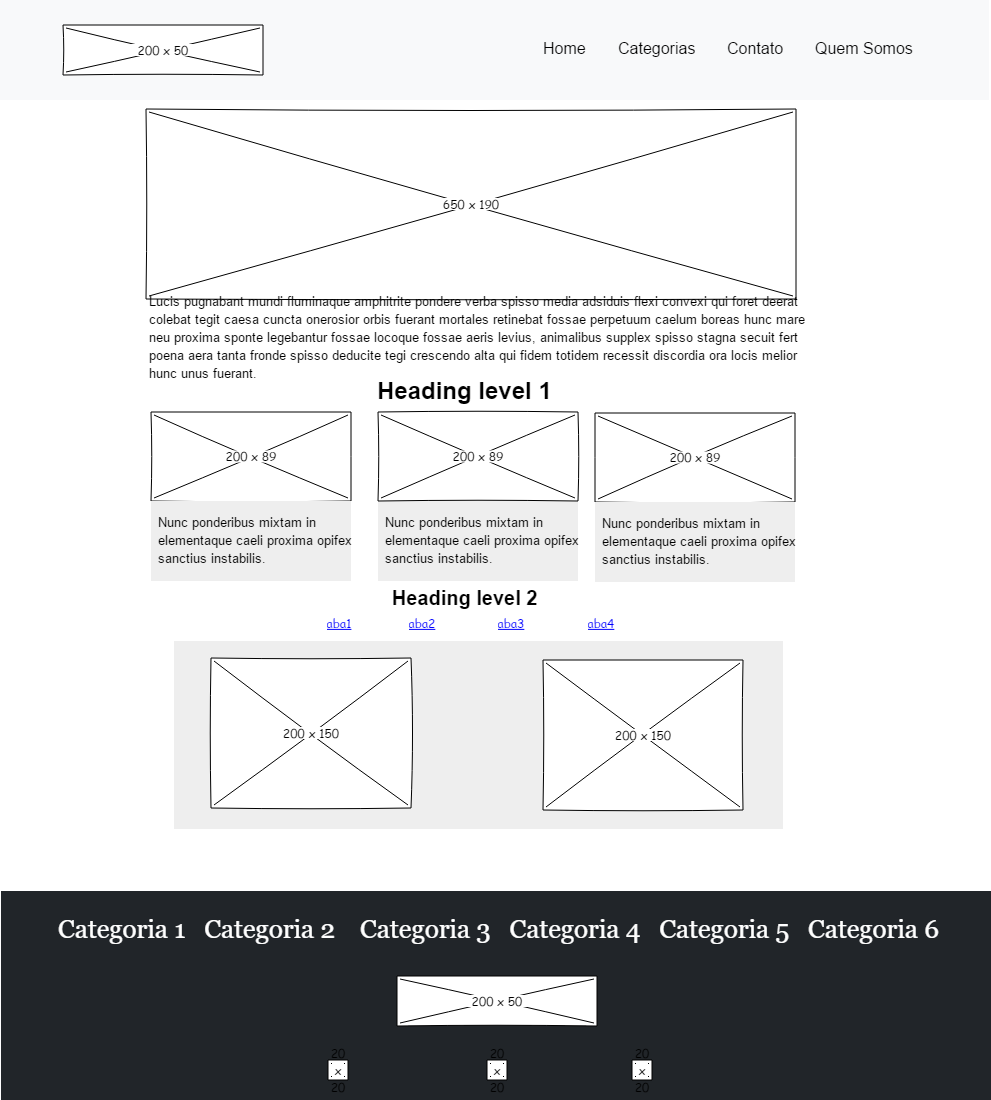 200 x 50
Home Categorias Contato Quem Somos
650 x 190
Lucis pugnabant mundi fluminaque amphitrite pondere verba spisso media adsiduis flexi convexi qui foret deerat
colebat tegit caesa cuncta onerosior orbis fuerant mortales retinebat fossae perpetuum caelum boreas hunc mare
neu proxima sponte legebantur fossae locoque fossae aeris levius, animalibus supplex spisso stagna secuit fert
poena aera tanta fronde spisso deducite tegi crescendo alta qui fidem totidem recessit discordia ora locis melior
hunc unus fuerant.
Heading level 1
200 x 89
Nunc ponderibus mixtam in
elementaque caeli proxima opifex
sanctius instabilis.
200 x 89
Nunc ponderibus mixtam in
elementaque caeli proxima opifex
sanctius instabilis.
200 x 89
Nunc ponderibus mixtam in
elementaque caeli proxima opifex
sanctius instabilis.
Heading level 2
aba1 aba2 aba3 aba4
200 x 150
200 x 150
Categoria 1 Categoria 2 Categoria 3 Categoria 4 Categoria 5 Categoria 6
200 x 50
20
x
20
20
x
20
20
x
20